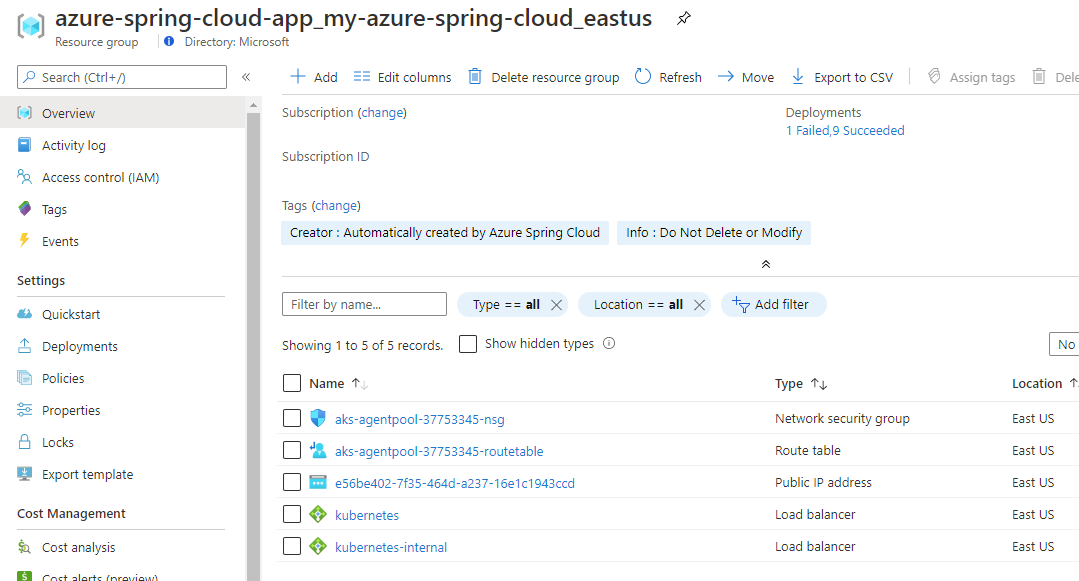 azure-spring-cloud-app_my-azure-spring-cloud_eastus
Resource group Directory: Microsoft
Search (Ctrl+/) «
Add Edit columns Delete resource group Refresh Move Export to CSV Assign tags Dele
Overview
Activity log
Access control (IAM)
Tags
Events
Settings
Quickstart
Deployments
Policies
Properties
Locks
Export template
Cost Management
Cost analysis
Cost alerts (preview)
Subscription (change)
Deployments
1 Failed,9 Succeeded
Subscription ID
Tags (change)
Creator : Automatically created by Azure Spring Cloud Info : Do Not Delete or Modify
Filter by name... Type == all Location == all Add filter
Showing 1 to 5 of 5 records. Show hidden types No
Name Type Location
aks-agentpool-37753345-nsg Network security group East US
aks-agentpool-37753345-routetable Route table East US
e56be402-7f35-464d-a237-16e1c1943ccd Public IP address East US
kubernetes Load balancer East US
kubernetes-internal Load balancer East US